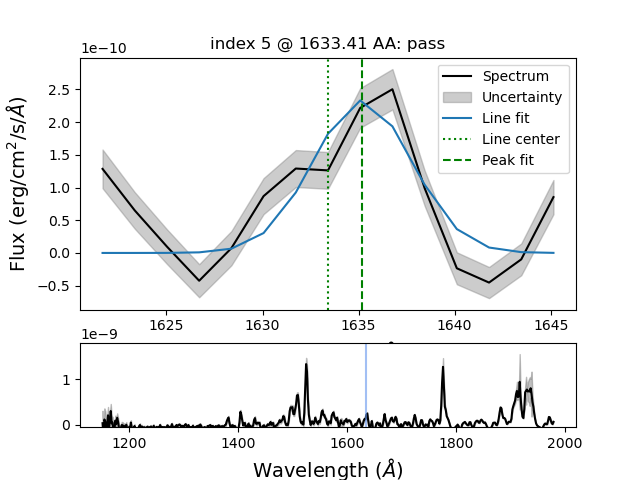 index 5 @ 1633.41 AA: pass
1e−10
Flux (erg/cm²/s/Å)
2.5
2.0
1.5
1.0
0.5
0.0
−0.5
Spectrum
Uncertainty
Line fit
Line center
Peak fit
1625 1630 1635 1640 1645
1e−9
1
0
1200 1400 1600 1800 2000
Wavelength (Å)